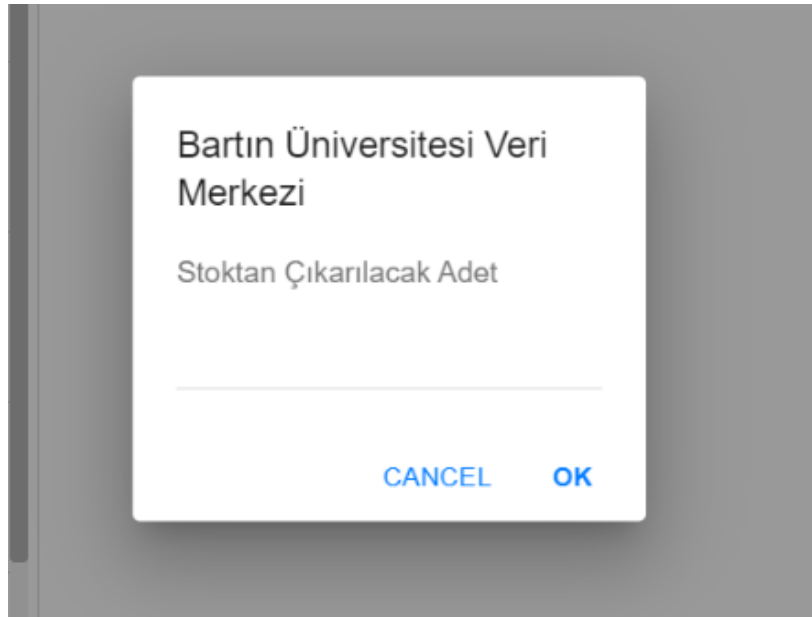 Bartın Üniversitesi Veri
Merkezi
Stoktan Çıkarılacak Adet
CANCEL OK